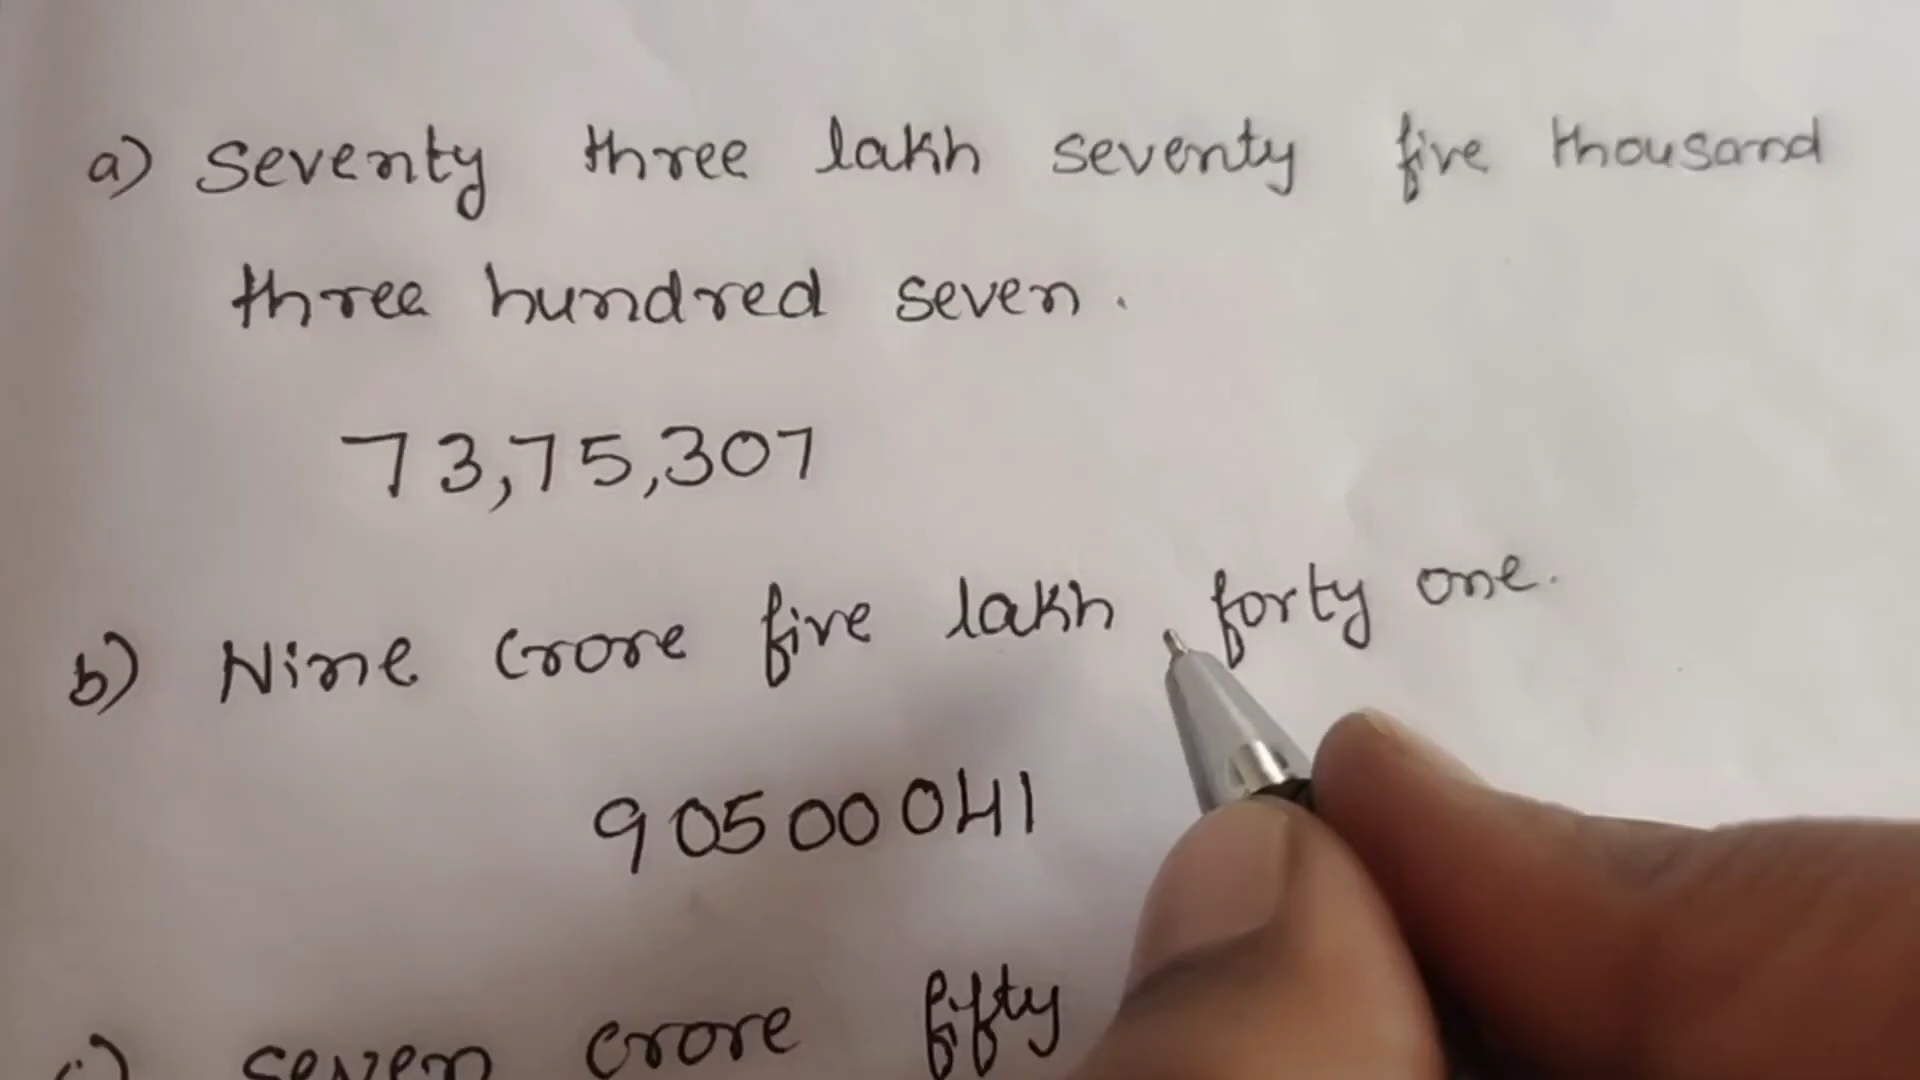 a) Seventy three lakh seventy five thousand
three hundred seven.
73,75,307
b) Nine crore five lakh forty one.
90500041
seven crore fifty